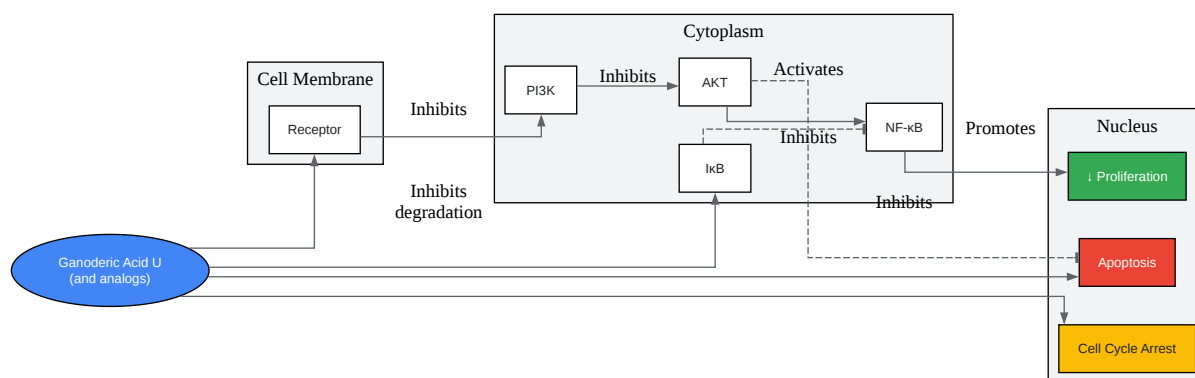 Cytoplasm
Cell Membrane
Inhibits
Activates
PI3K
AKT
Inhibits
Receptor
NF-κB
Promotes
Nucleus
Inhibits
IκB
↓ Proliferation
Inhibits
degradation
Inhibits
Ganoderic Acid U
(and analogs)
Apoptosis
Cell Cycle Arrest